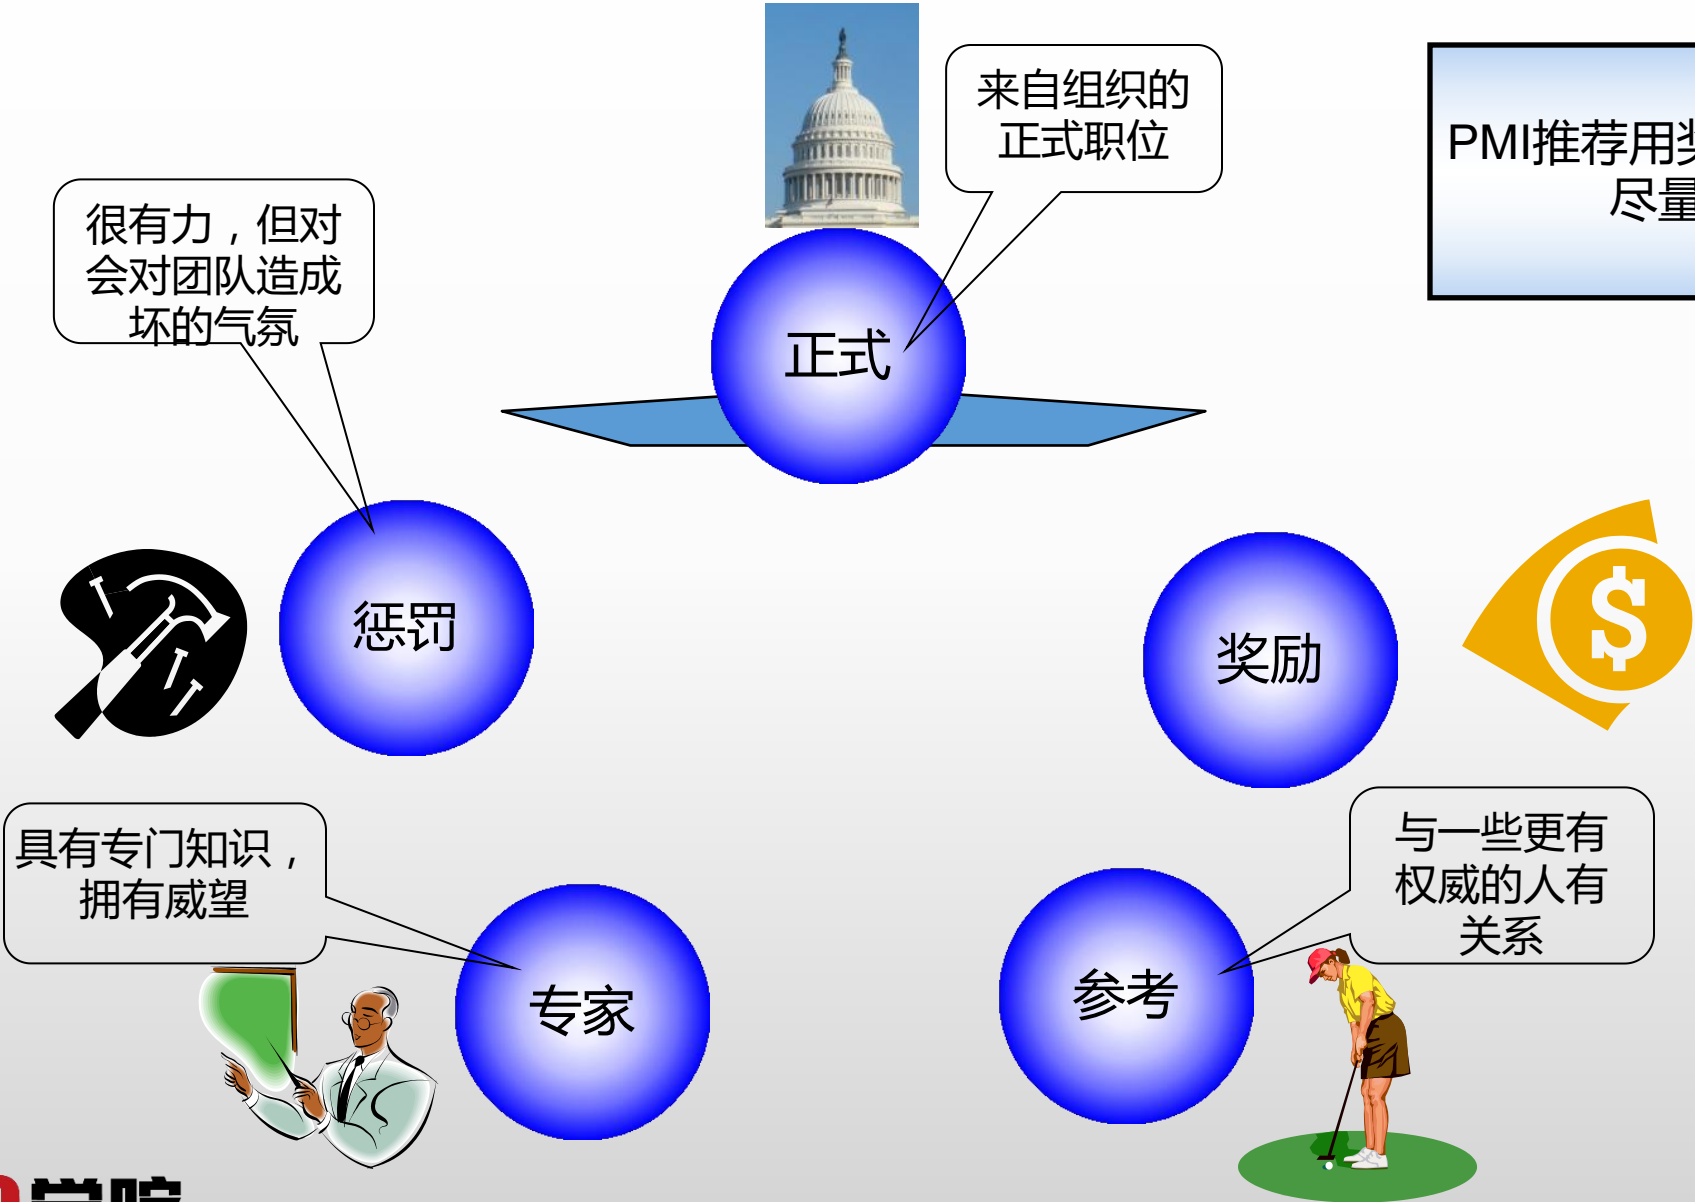 来自组织的
正式职位
PMI推荐用
尽量
很有力，但对
会对团队造成
坏的气氛
正式
惩罚
奖励
具有专门知识，
拥有威望
与一些更有
权威的人有
关系
专家
参考
学院